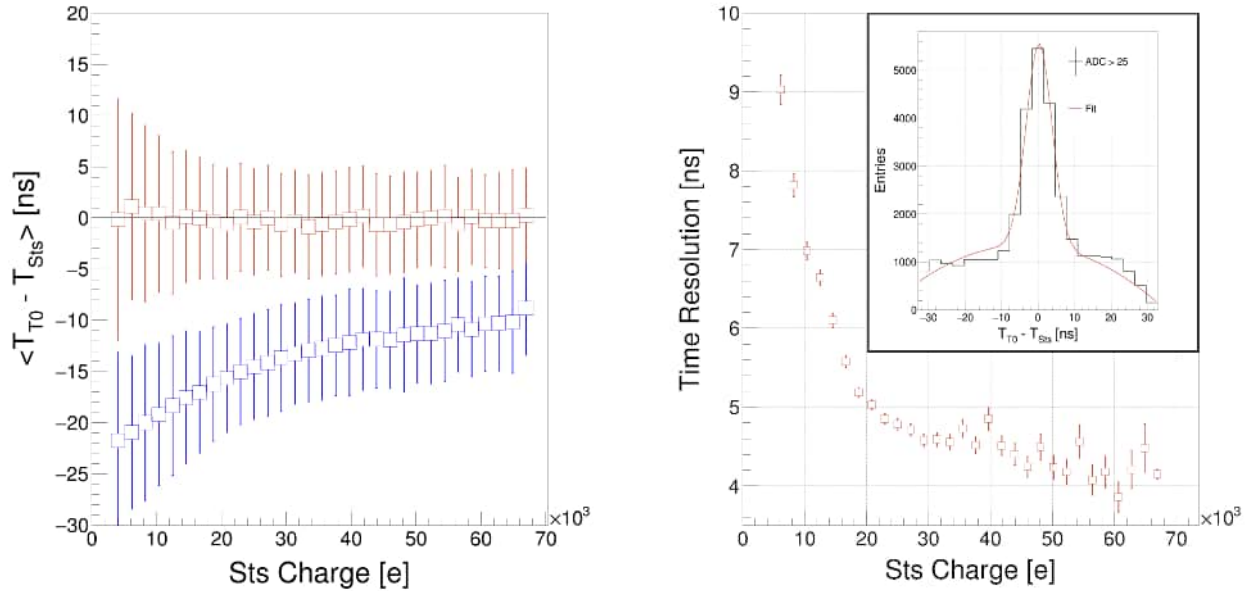 20
15
10
5
0
−5
−10
−15
−20
−25
−30
<T_T0 - T_Sts> [ns]
0 10 20 30 40 50 60 70
×10³
Sts Charge [e]
9
8
7
6
5
4
Time Resolution [ns]
0 10 20 30 40 50 60 70
×10³
Sts Charge [e]
5000
4000
3000
2000
1000
0
Entries
ADC > 25
Fit
−30 −20 −10 0 10 20 30
T_T0 - T_Sts [ns]